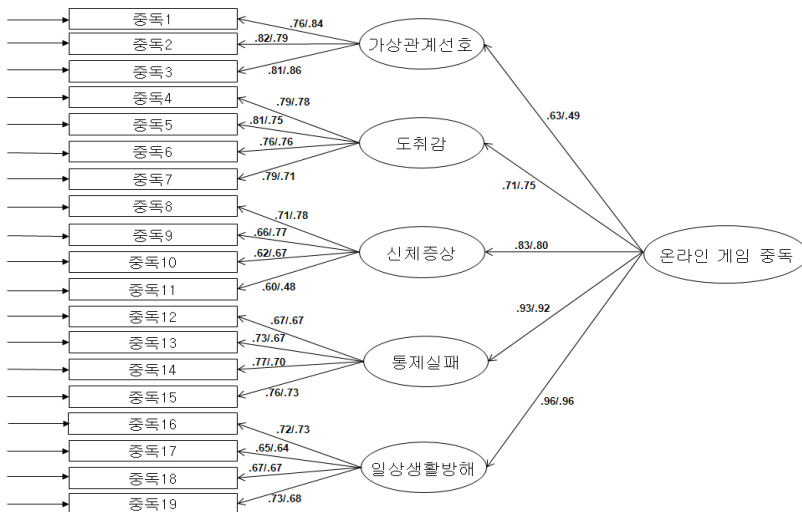 중독1
중독2
중독3
중독4
중독5
중독6
중독7
중독8
중독9
중독10
중독11
중독12
중독13
중독14
중독15
중독16
중독17
중독18
중독19
.76/.84
.82/.79
.81/.86
.79/.78
.81/.75
.76/.76
.79/.71
.71/.78
.66/.77
.62/.67
.60/.48
.67/.67
.73/.67
.77/.70
.76/.73
.72/.73
.65/.64
.67/.67
.73/.68
가상관계선호
도취감
신체증상
통제실패
일상생활방해
.63/.49
.71/.75
.83/.80
.93/.92
.96/.96
온라인 게임 중독